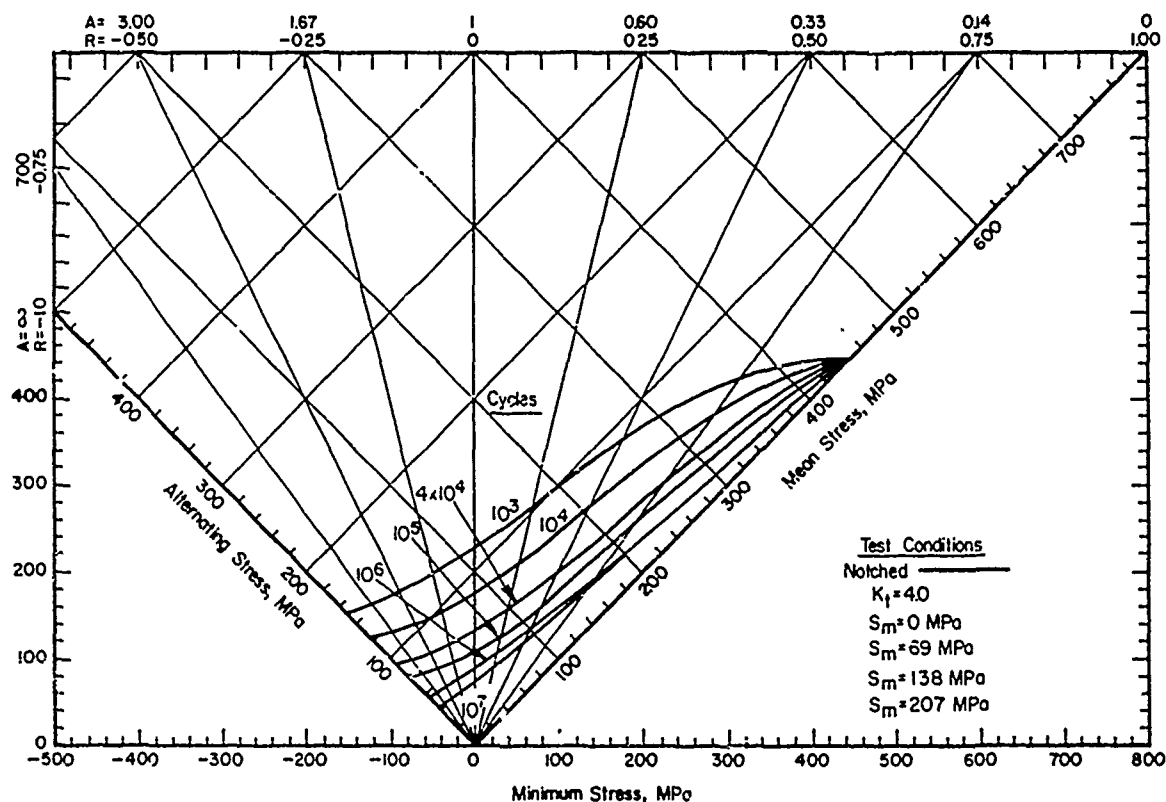 A= 3.00 1.67 1 0.60 0.33 0.14 0
R= -0.50 -0.25 0 0.25 0.50 0.75 1.00
700
R=-0.75
R=-1.0
400
300
200
100
0
400
300
200
100
Alternating Stress, MPa
Cycles
4x10⁴
10³
10⁴
10⁵
10⁶
10⁷
700
600
500
400
300
200
100
Mean Stress, MPa
Test Conditions
Notched
Kt=4.0
Sm=0 MPa
Sm=69 MPa
Sm=138 MPa
Sm=207 MPa
-500 -400 -300 -200 -100 0 100 200 300 400 500 600 700 800
Minimum Stress, MPa